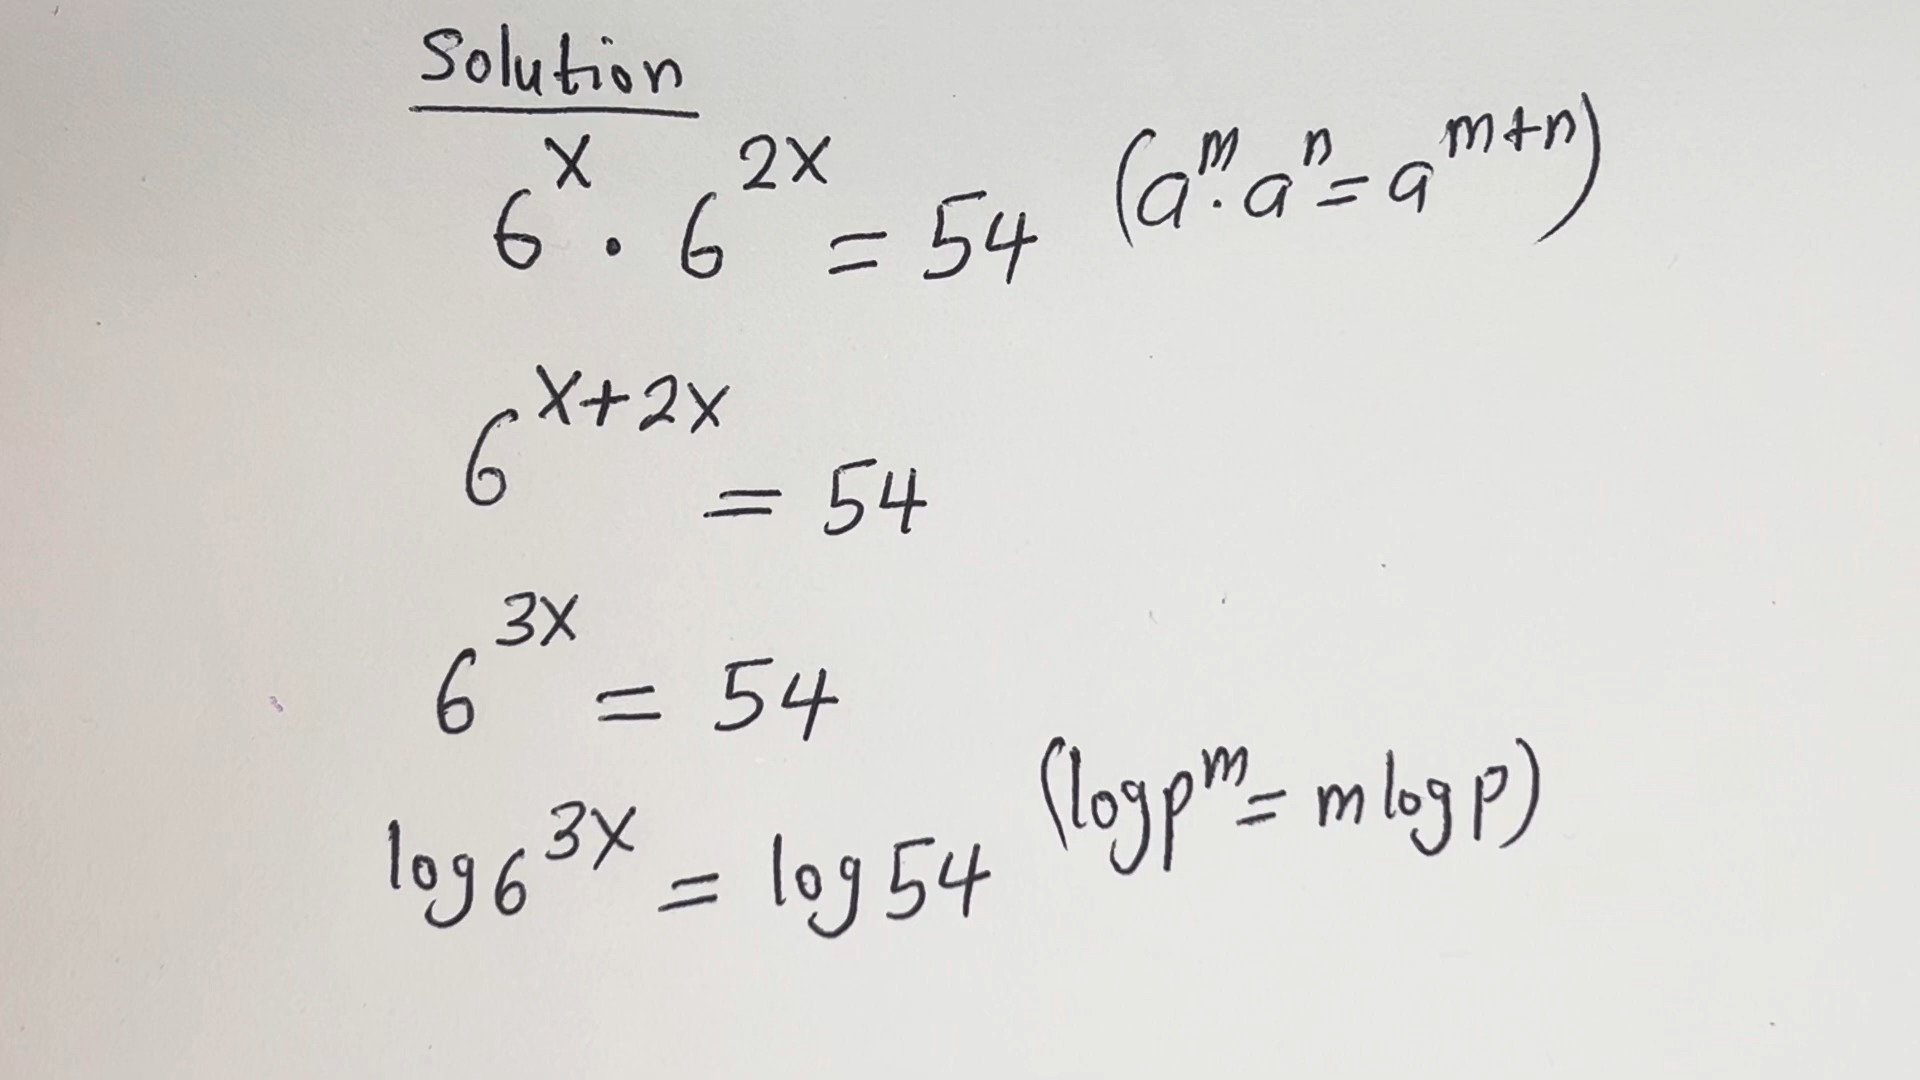 Solution
6^x · 6^2x = 54 (a^m · a^n = a^m+n)
6^x+2x = 54
6^3x = 54
log 6^3x = log 54 (log p^m = m log p)